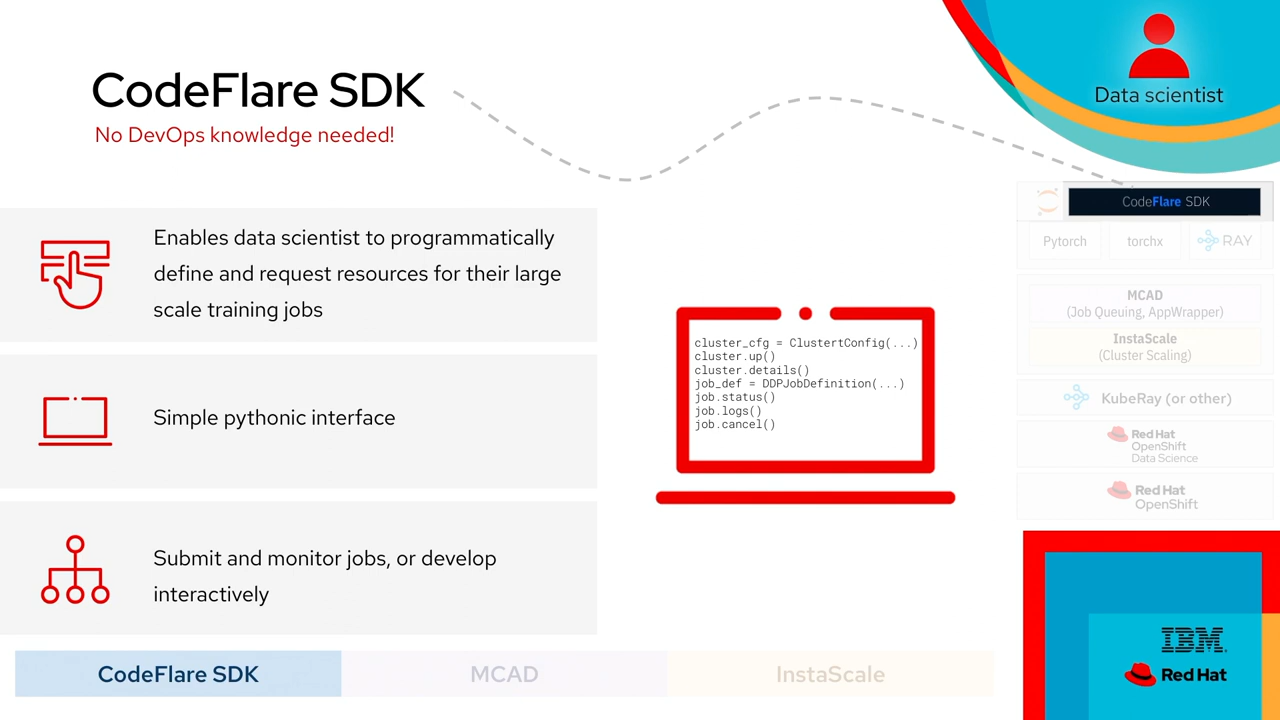 CodeFlare SDK
No DevOps knowledge needed!
Data scientist
Enables data scientist to programmatically
define and request resources for their large
scale training jobs
Simple pythonic interface
Submit and monitor jobs, or develop
interactively
cluster_cfg = ClustertConfig(...)
cluster.up()
cluster.details()
job_def = DDPJobDefinition(...)
job.status()
job.logs()
job.cancel()
CodeFlare SDK
Pytorch torchx RAY
MCAD
(Job Queuing, AppWrapper)
InstaScale
(Cluster Scaling)
KubeRay (or other)
Red Hat
OpenShift
Data Science
Red Hat
OpenShift
CodeFlare SDK MCAD InstaScale
IBM
Red Hat